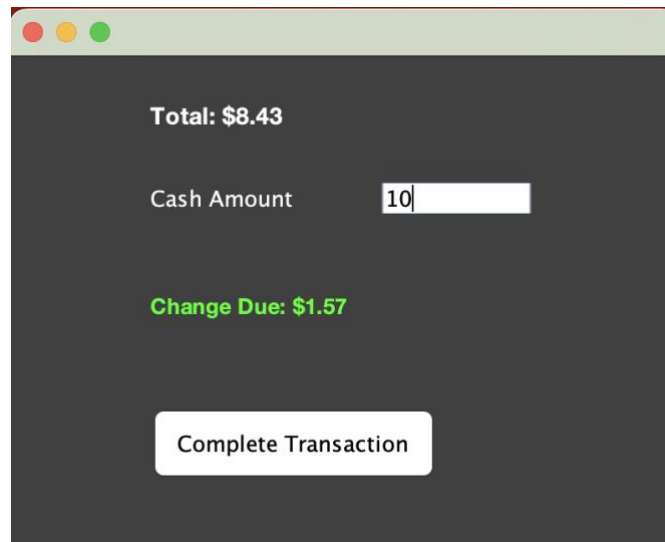 Total: $8.43
Cash Amount 10
Change Due: $1.57
Complete Transaction